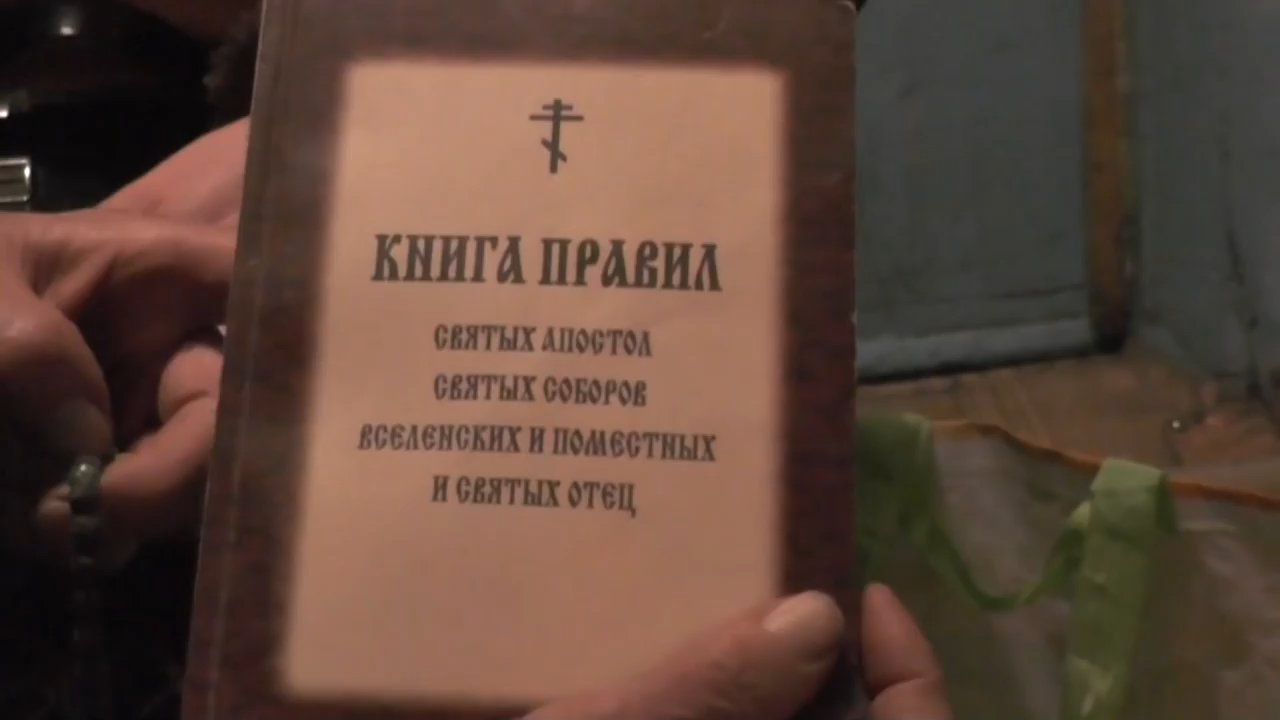 КНИГА ПРАВИЛ
СВЯТЫХ АПОСТОЛ
СВЯТЫХ СОБОРОВ
ВСЕЛЕНСКИХ И ПОМЕСТНЫХ
И СВЯТЫХ ОТЕЦ